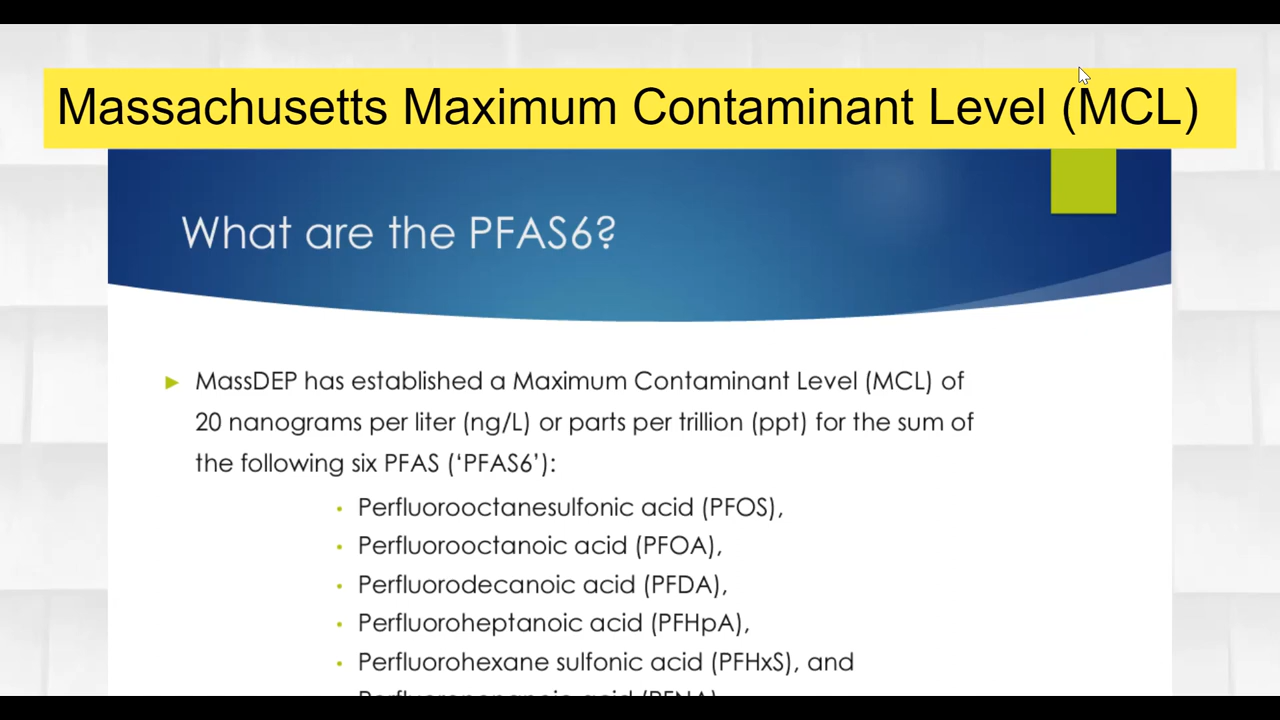 Massachusetts Maximum Contaminant Level (MCL)
What are the PFAS6?
MassDEP has established a Maximum Contaminant Level (MCL) of
20 nanograms per liter (ng/L) or parts per trillion (ppt) for the sum of
the following six PFAS (‘PFAS6’):
Perfluorooctanesulfonic acid (PFOS),
Perfluorooctanoic acid (PFOA),
Perfluorodecanoic acid (PFDA),
Perfluoroheptanoic acid (PFHpA),
Perfluorohexane sulfonic acid (PFHxS), and